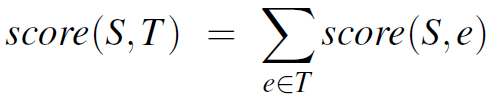 score(S,T) = ∑ score(S,e)
e∈T